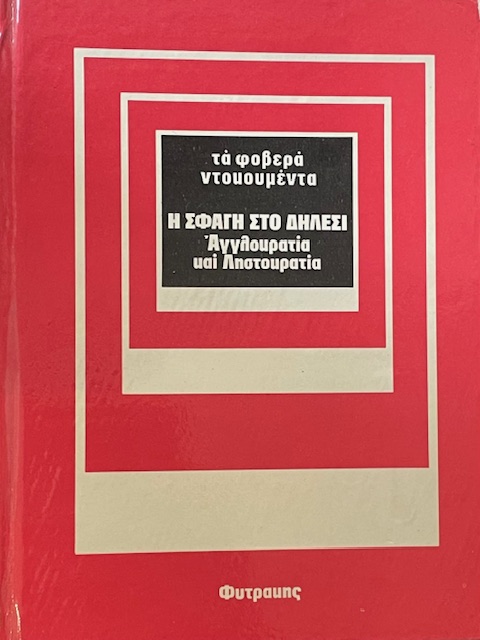 τὰ φοβερὰ
ντοκουμέντα
Η ΣΦΑΓΗ ΣΤΟ ΔΗΛΕΣΙ
Ἀγγλοκρατία
καὶ Ληστοκρατία
Φυτρακης